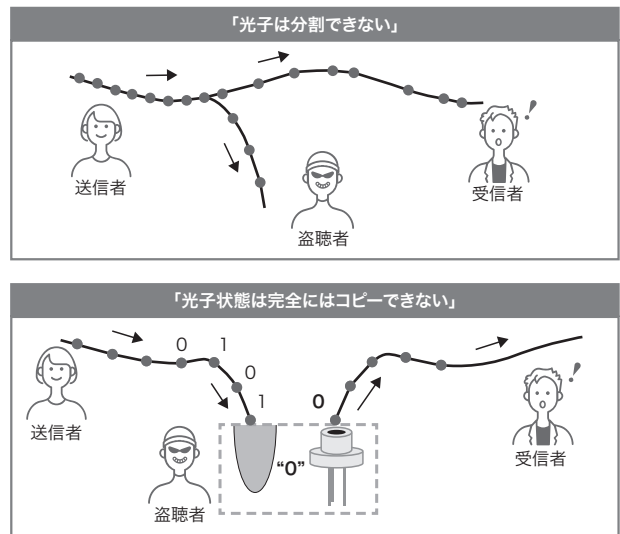 「光子は分割できない」
送信者
盗聴者
受信者
「光子状態は完全にはコピーできない」
0 1
0
1 0
“0”
送信者
盗聴者
受信者